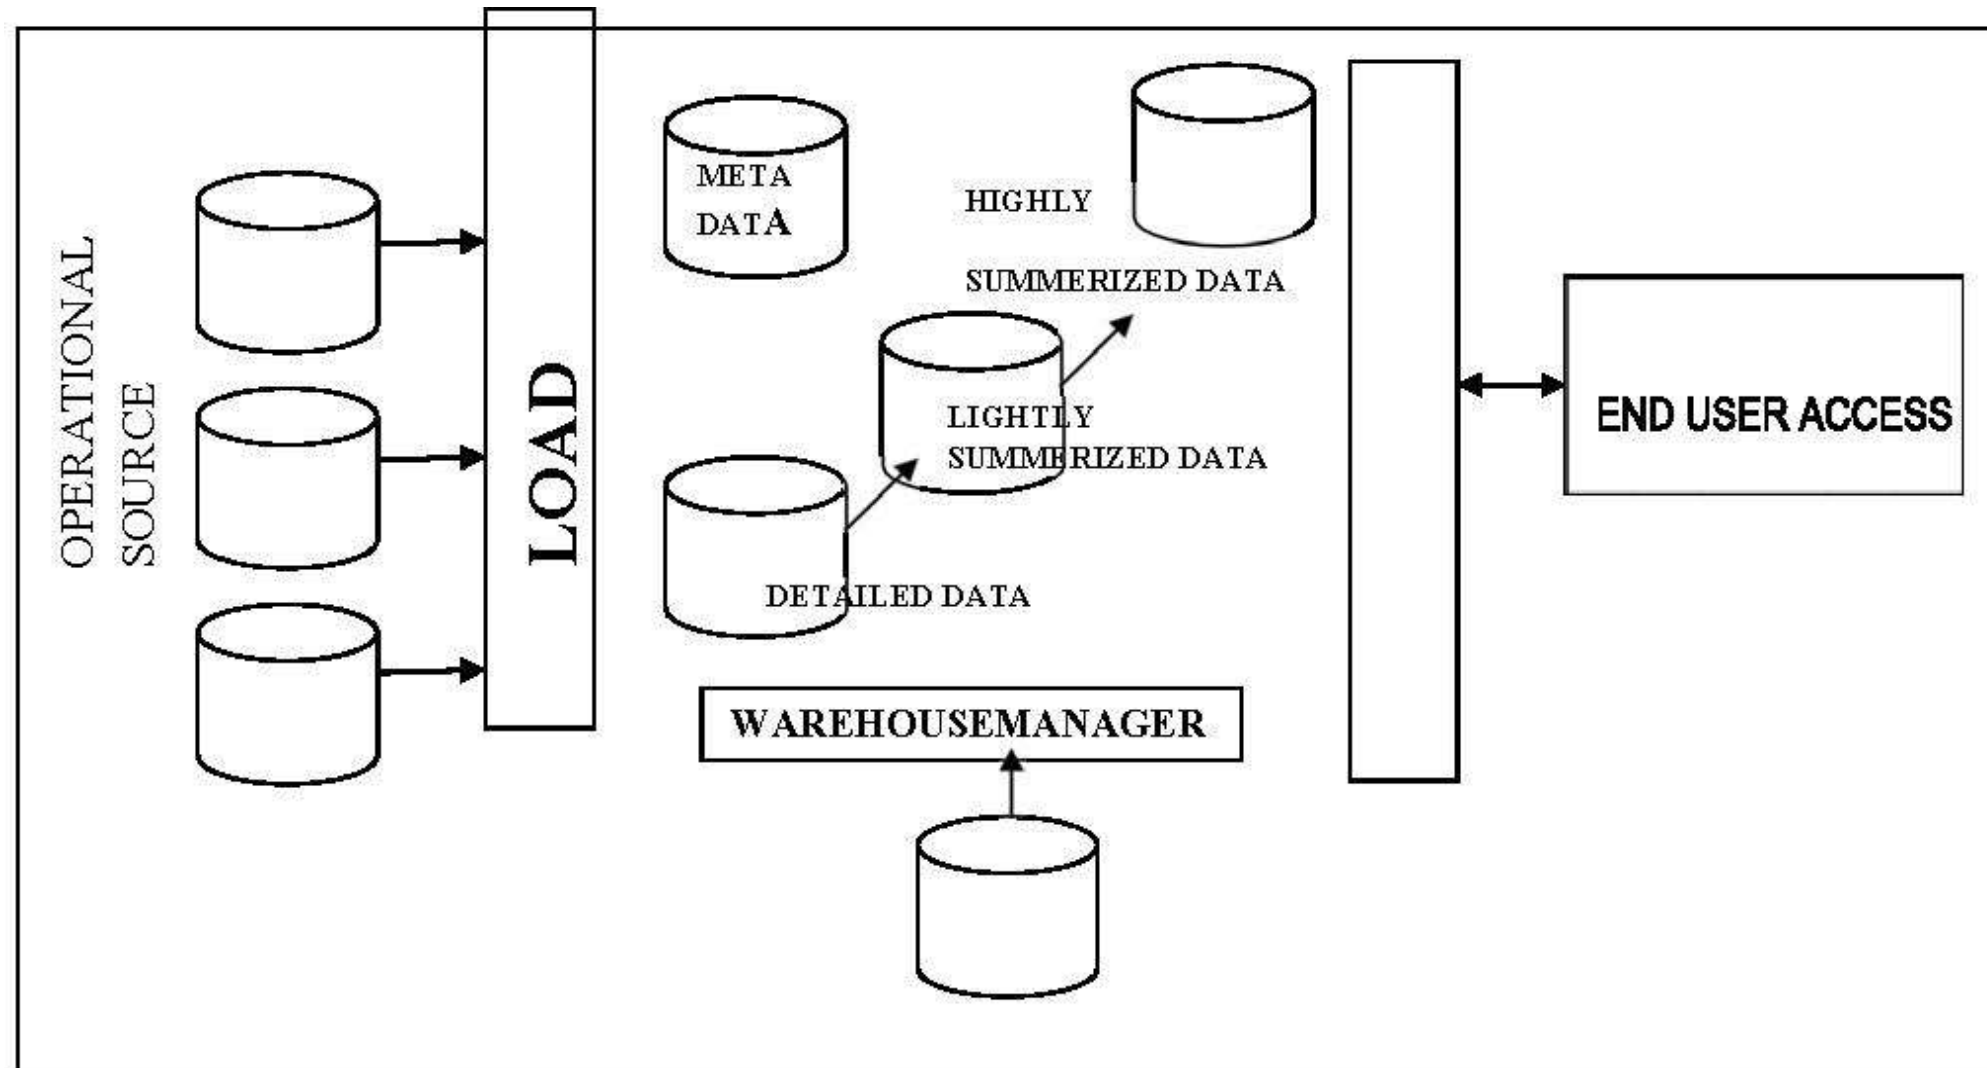 OPERATIONAL
SOURCE
LOAD
META
DATA
HIGHLY
SUMMERIZED DATA
LIGHTLY
SUMMERIZED DATA
DETAILED DATA
WAREHOUSEMANAGER
END USER ACCESS